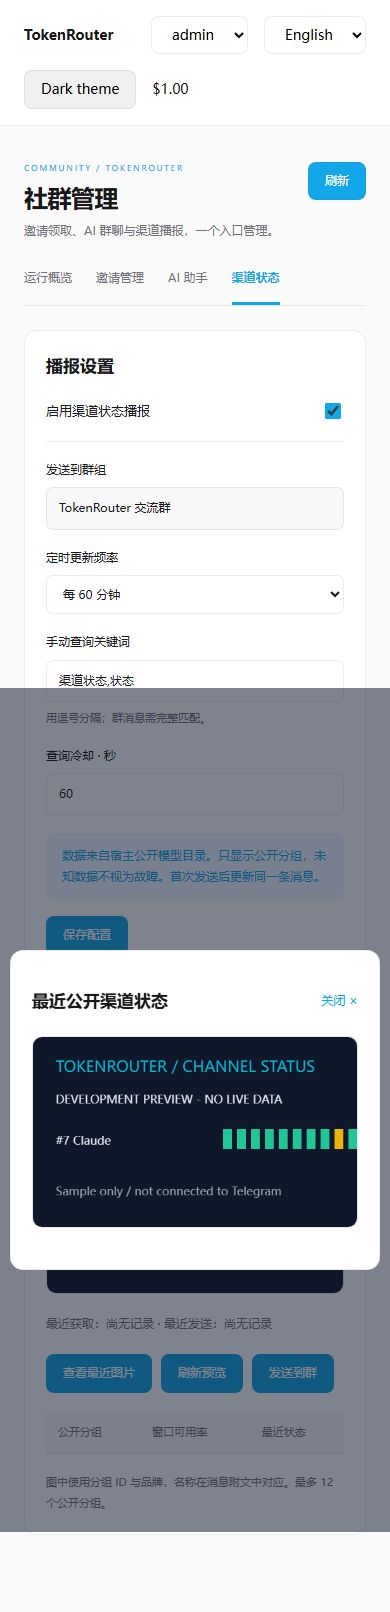 TokenRouter
admin
English
Dark theme
$1.00
COMMUNITY / TOKENROUTER
社群管理
刷新
邀请领取、AI 群聊与渠道播报，一个入口管理。
运行概览
邀请管理
AI 助手
渠道状态
播报设置
启用渠道状态播报
发送到群组
TokenRouter 交流群
定时更新频率
每 60 分钟
手动查询关键词
渠道状态,状态
用逗号分隔；群消息需完整匹配。
查询冷却 · 秒
60
数据来自宿主公开模型目录。只显示公开分组，未
知数据不视为故障。首次发送后更新同一条消息。
保存配置
最近公开渠道状态
关闭 ×
TOKENROUTER / CHANNEL STATUS
DEVELOPMENT PREVIEW - NO LIVE DATA
#7 Claude
Sample only / not connected to Telegram
最近获取：尚无记录 · 最近发送：尚无记录
查看最近图片
刷新预览
发送到群
公开分组
窗口可用率
最近状态
图中使用分组 ID 与品牌，名称在消息附文中对应。最多 12
个公开分组。